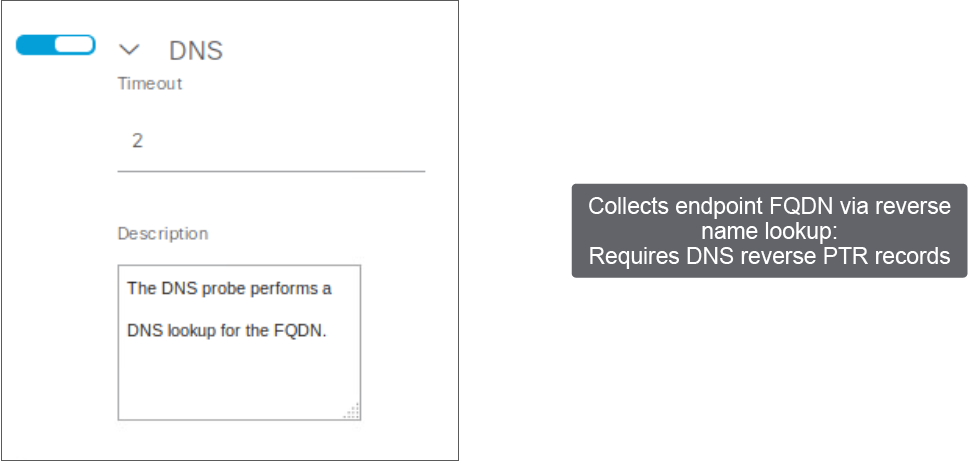 DNS
Timeout
2
Description
The DNS probe performs a
DNS lookup for the FQDN.
Collects endpoint FQDN via reverse
name lookup:
Requires DNS reverse PTR records